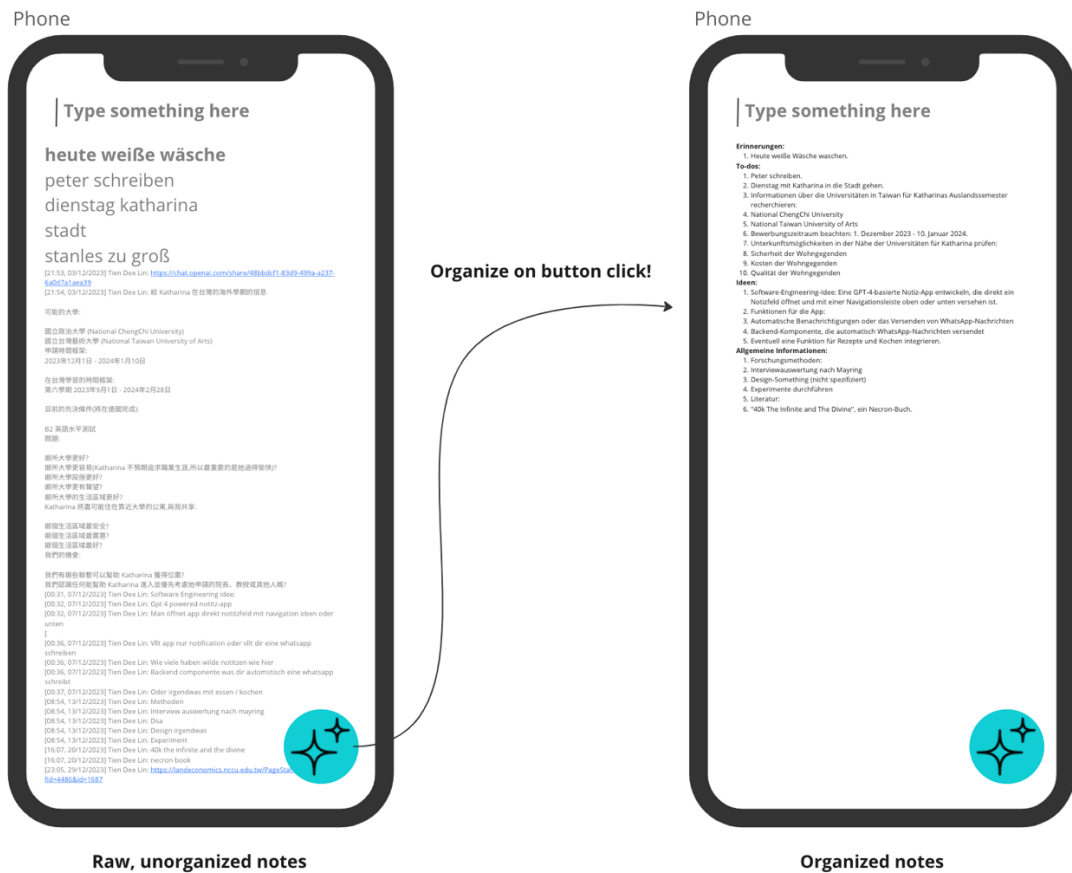 Phone
Type something here
heute weiße wäsche
peter schreiben
dienstag katharina
stadt
stanles zu groß
[21:53, 03/12/2023] Tien Dee Lin: https://chat.openai.com/share/48bbdcf1-83d9-499a-a237-
6a0d7a1aea39
[21:54, 03/12/2023] Tien Dee Lin: 給 Katharina 在台灣的海外學期的信息
可能的大學:
國立政治大學 (National ChengChi University)
國立台灣藝術大學 (National Taiwan University of Arts)
申請時間框架:
2023年12月1日 - 2024年1月10日
在台灣學習的時間框架:
第六學期 2023年9月1日 - 2024年2月28日
目前的先決條件(將在德國完成):
B2 英語水平測試
問題:
哪所大學更好?
哪所大學更容易(Katharina 不預期追求職業生涯,所以最重要的是她過得愉快)?
哪所大學設施更好?
哪所大學更有聲望?
哪所大學的生活區域更好?
Katharina 將盡可能住在靠近大學的公寓,與我共享:
哪個生活區域最安全?
哪個生活區域最實惠?
哪個生活區域最好?
我們的機會:
我們有哪些聯繫可以幫助 Katharina 獲得位置?
我們認識任何能幫助 Katharina 進入並優先考慮她申請的院長、教授或其他人嗎?
[00:31, 07/12/2023] Tien Dee Lin: Software Engineering idee:
[00:32, 07/12/2023] Tien Dee Lin: Gpt 4 powered notitz-app
[00:32, 07/12/2023] Tien Dee Lin: Man öffnet app direkt notitzfeld mit navigation oben oder
unten
[
[00:36, 07/12/2023] Tien Dee Lin: Vllt app nur notification oder vllt dir eine whatsapp
schreiben
[00:36, 07/12/2023] Tien Dee Lin: Wie viele haben wilde notitzen wie hier
[00:36, 07/12/2023] Tien Dee Lin: Backend componente was dir automstisch eine whatsapp
schreibt
[00:37, 07/12/2023] Tien Dee Lin: Oder irgendwas mit essen / kochen
[08:54, 13/12/2023] Tien Dee Lin: Methoden
[08:54, 13/12/2023] Tien Dee Lin: Interview auswertung nach mayring
[08:54, 13/12/2023] Tien Dee Lin: Dsa
[08:54, 13/12/2023] Tien Dee Lin: Design irgendwas
[08:54, 13/12/2023] Tien Dee Lin: Experiment
[16:07, 20/12/2023] Tien Dee Lin: 40k the infinite and the divine
[16:07, 20/12/2023] Tien Dee Lin: necron book
[23:05, 29/12/2023] Tien Dee Lin: https://landeconomics.nccu.edu.tw/PageSta
fid=4486&id=1687
Raw, unorganized notes
Organize on button click!
Phone
Type something here
Erinnerungen:
1. Heute weiße Wäsche waschen.
To-dos:
1. Peter schreiben.
2. Dienstag mit Katharina in die Stadt gehen.
3. Informationen über die Universitäten in Taiwan für Katharinas Auslandssemester
recherchieren:
4. National ChengChi University
5. National Taiwan University of Arts
6. Bewerbungszeitraum beachten: 1. Dezember 2023 - 10. Januar 2024.
7. Unterkunftsmöglichkeiten in der Nähe der Universitäten für Katharina prüfen:
8. Sicherheit der Wohngegenden
9. Kosten der Wohngegenden
10. Qualität der Wohngegenden
Ideen:
1. Software-Engineering-Idee: Eine GPT-4-basierte Notiz-App entwickeln, die direkt ein
Notizfeld öffnet und mit einer Navigationsleiste oben oder unten versehen ist.
2. Funktionen für die App:
3. Automatische Benachrichtigungen oder das Versenden von WhatsApp-Nachrichten
4. Backend-Komponente, die automatisch WhatsApp-Nachrichten versendet
5. Eventuell eine Funktion für Rezepte und Kochen integrieren.
Allgemeine Informationen:
1. Forschungsmethoden:
2. Interviewauswertung nach Mayring
3. Design-Something (nicht spezifiziert)
4. Experimente durchführen
5. Literatur:
6. "40k The Infinite and The Divine", ein Necron-Buch.
Organized notes